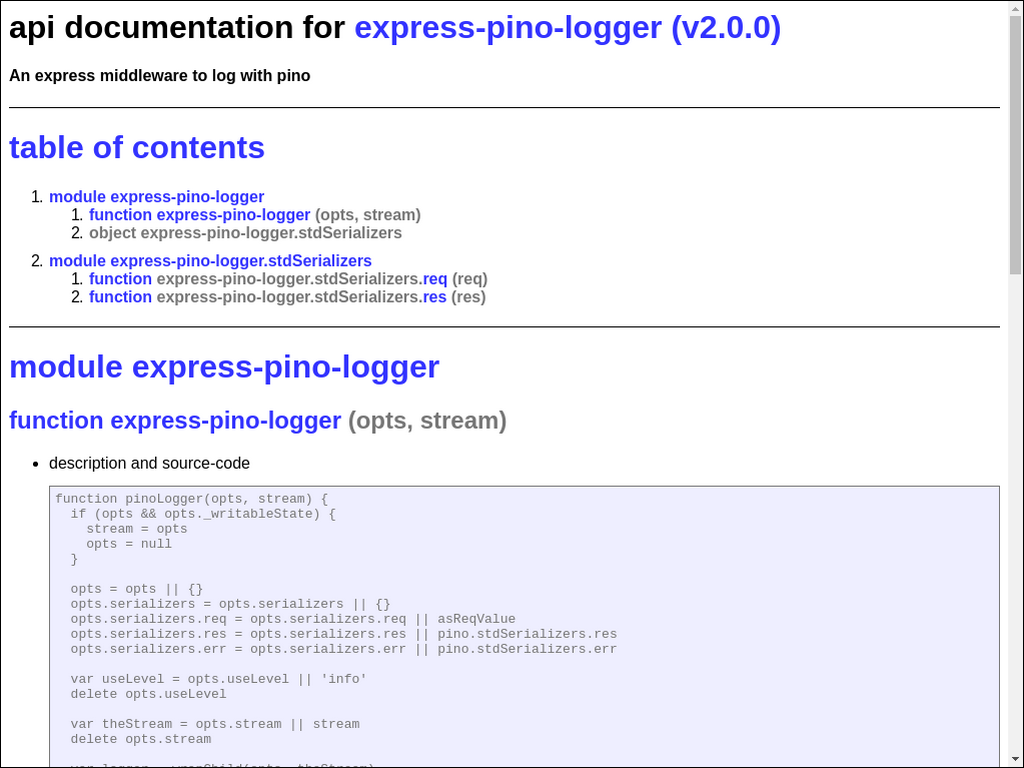 api documentation for express-pino-logger (v2.0.0)
An express middleware to log with pino
table of contents
1. module express-pino-logger
1. function express-pino-logger (opts, stream)
2. object express-pino-logger.stdSerializers
2. module express-pino-logger.stdSerializers
1. function express-pino-logger.stdSerializers.req (req)
2. function express-pino-logger.stdSerializers.res (res)
module express-pino-logger
function express-pino-logger (opts, stream)
• description and source-code
function pinoLogger(opts, stream) {
  if (opts && opts._writableState) {
    stream = opts
    opts = null
  }
  opts = opts || {}
  opts.serializers = opts.serializers || {}
  opts.serializers.req = opts.serializers.req || asReqValue
  opts.serializers.res = opts.serializers.res || pino.stdSerializers.res
  opts.serializers.err = opts.serializers.err || pino.stdSerializers.err
  var useLevel = opts.useLevel || 'info'
  delete opts.useLevel
  var theStream = opts.stream || stream
  delete opts.stream
  var logger = wrapChild(opts, theStream)